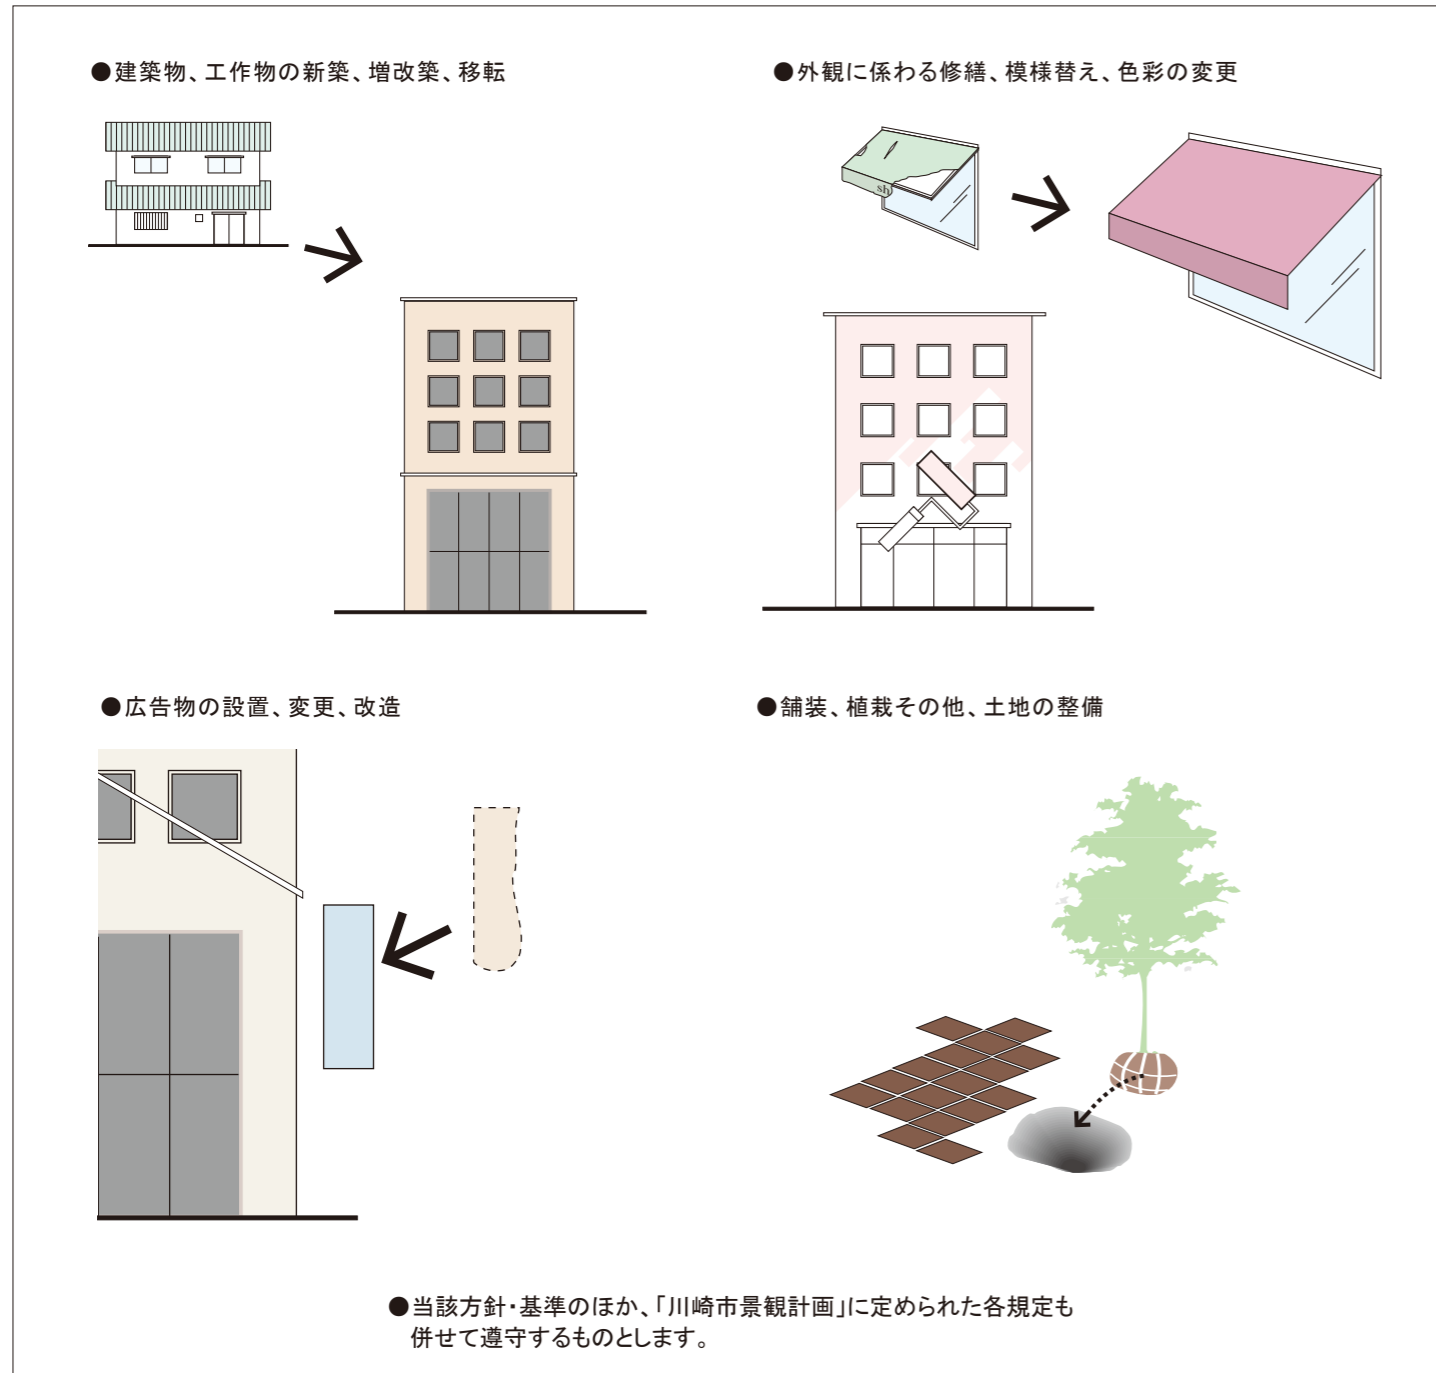 ●建築物、工作物の新築、増改築、移転
●外観に係わる修繕、模様替え、色彩の変更
sh
●広告物の設置、変更、改造
●舗装、植栽その他、土地の整備
●当該方針・基準のほか、「川崎市景観計画」に定められた各規定も
併せて遵守するものとします。